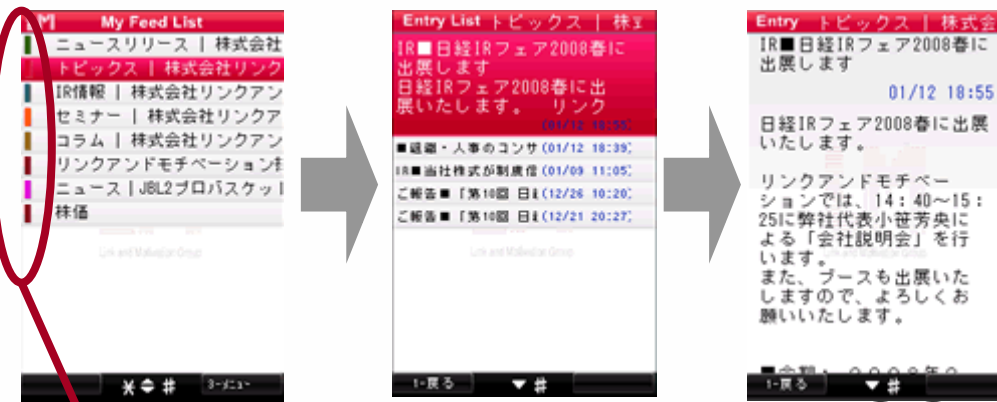 My Feed List
ニュースリリース | 株式会社
トピックス | 株式会社リンク
IR情報 | 株式会社リンクアン
セミナー | 株式会社リンクア
コラム | 株式会社リンクアン
リンクアンドモチベーション
ニュース | JBL2プロバスケット
株価
Link and Motivation Group
* #
3-メニュー
Entry List トピックス | 株
IR■日経IRフェア2008春に
出展します
日経IRフェア2008春に出
展いたします。 リンク
(01/12 18:55)
■組織・人事のコンサ(01/12 18:39)
IR■当社株式が制度信(01/09 11:05)
ご報告■「第10回 日(12/26 10:20)
ご報告■「第10回 日(12/21 20:27)
Link and Motivation Group
1-戻る #
Entry トピックス | 株式会
IR■日経IRフェア2008春に
出展します
01/12 18:55
日経IRフェア2008春に出展
いたします。
リンクアンドモチベー
ションでは、14:40~15:
25に弊社代表小笹芳央に
よる「会社説明会」を行
います。
また、ブースも出展いた
しますので、よろしくお
願いいたします。
1-戻る #